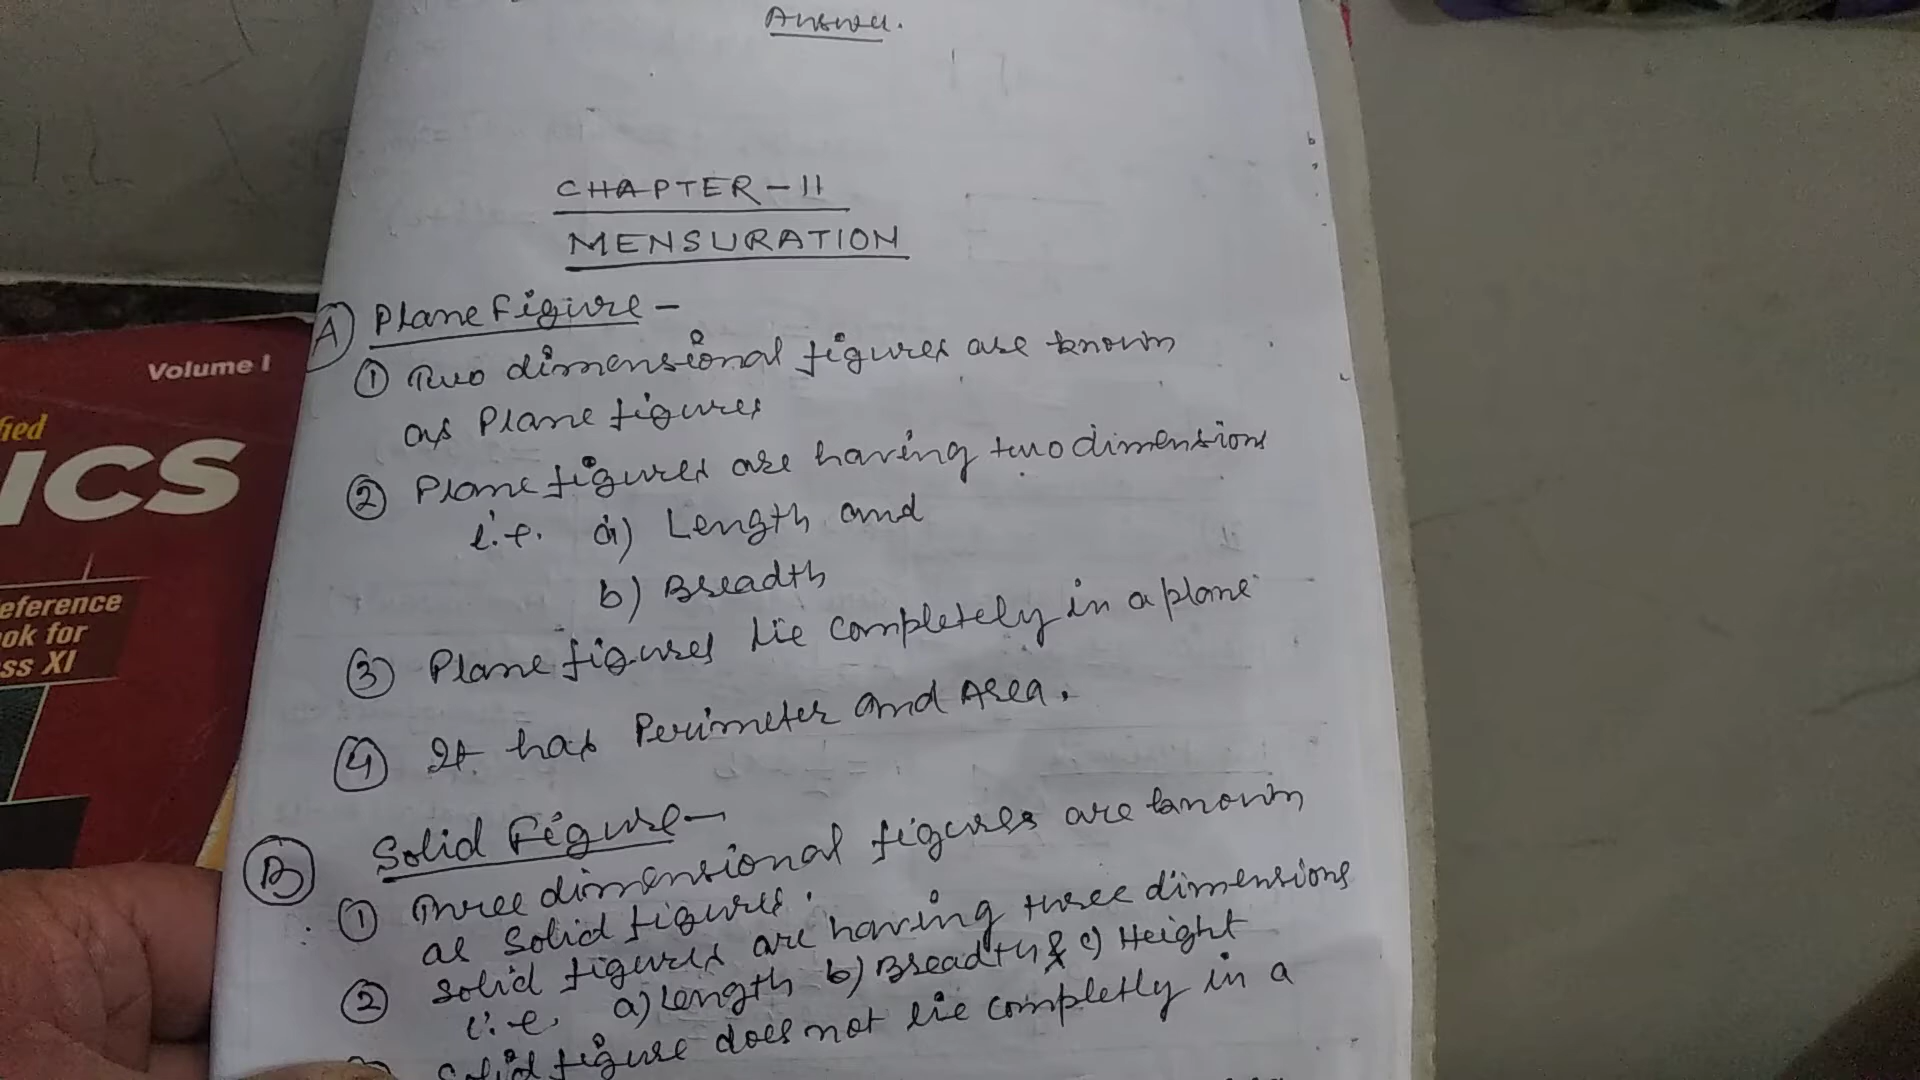 Answer.
CHAPTER-11
MENSURATION
A) Plane Figure -
① Two dimensional figures are known
as Plane figures
② Plane figures are having two dimensions
i.e. a) Length and
b) Breadth
③ Plane figures lie completely in a plane
④ It has Perimeter and Area.
B Solid Figure -
① Three dimensional figures are known
as Solid figures.
② Solid figures are having three dimensions
i.e. a) Length b) Breadth & c) Height
Solid figure does not lie completly in a
Volume I
ified
ICS
eference
ok for
ss XI